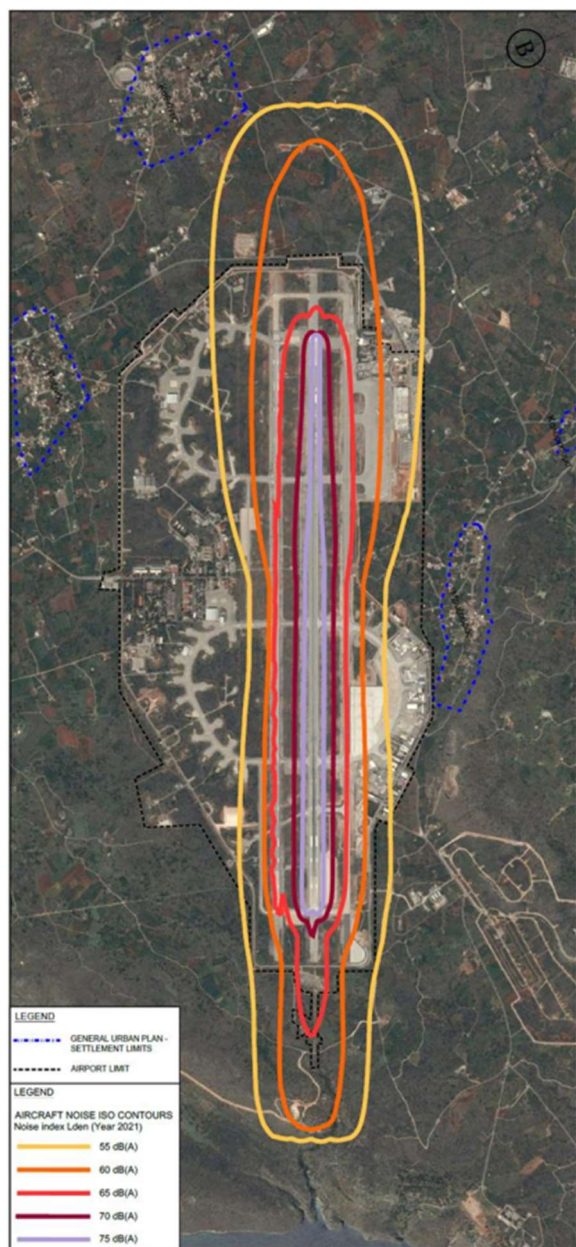 B
LEGEND
GENERAL URBAN PLAN -
SETTLEMENT LIMITS
AIRPORT LIMIT
LEGEND
AIRCRAFT NOISE ISO CONTOURS
Noise index Lden (Year 2021)
55 dB(A)
60 dB(A)
65 dB(A)
70 dB(A)
75 dB(A)